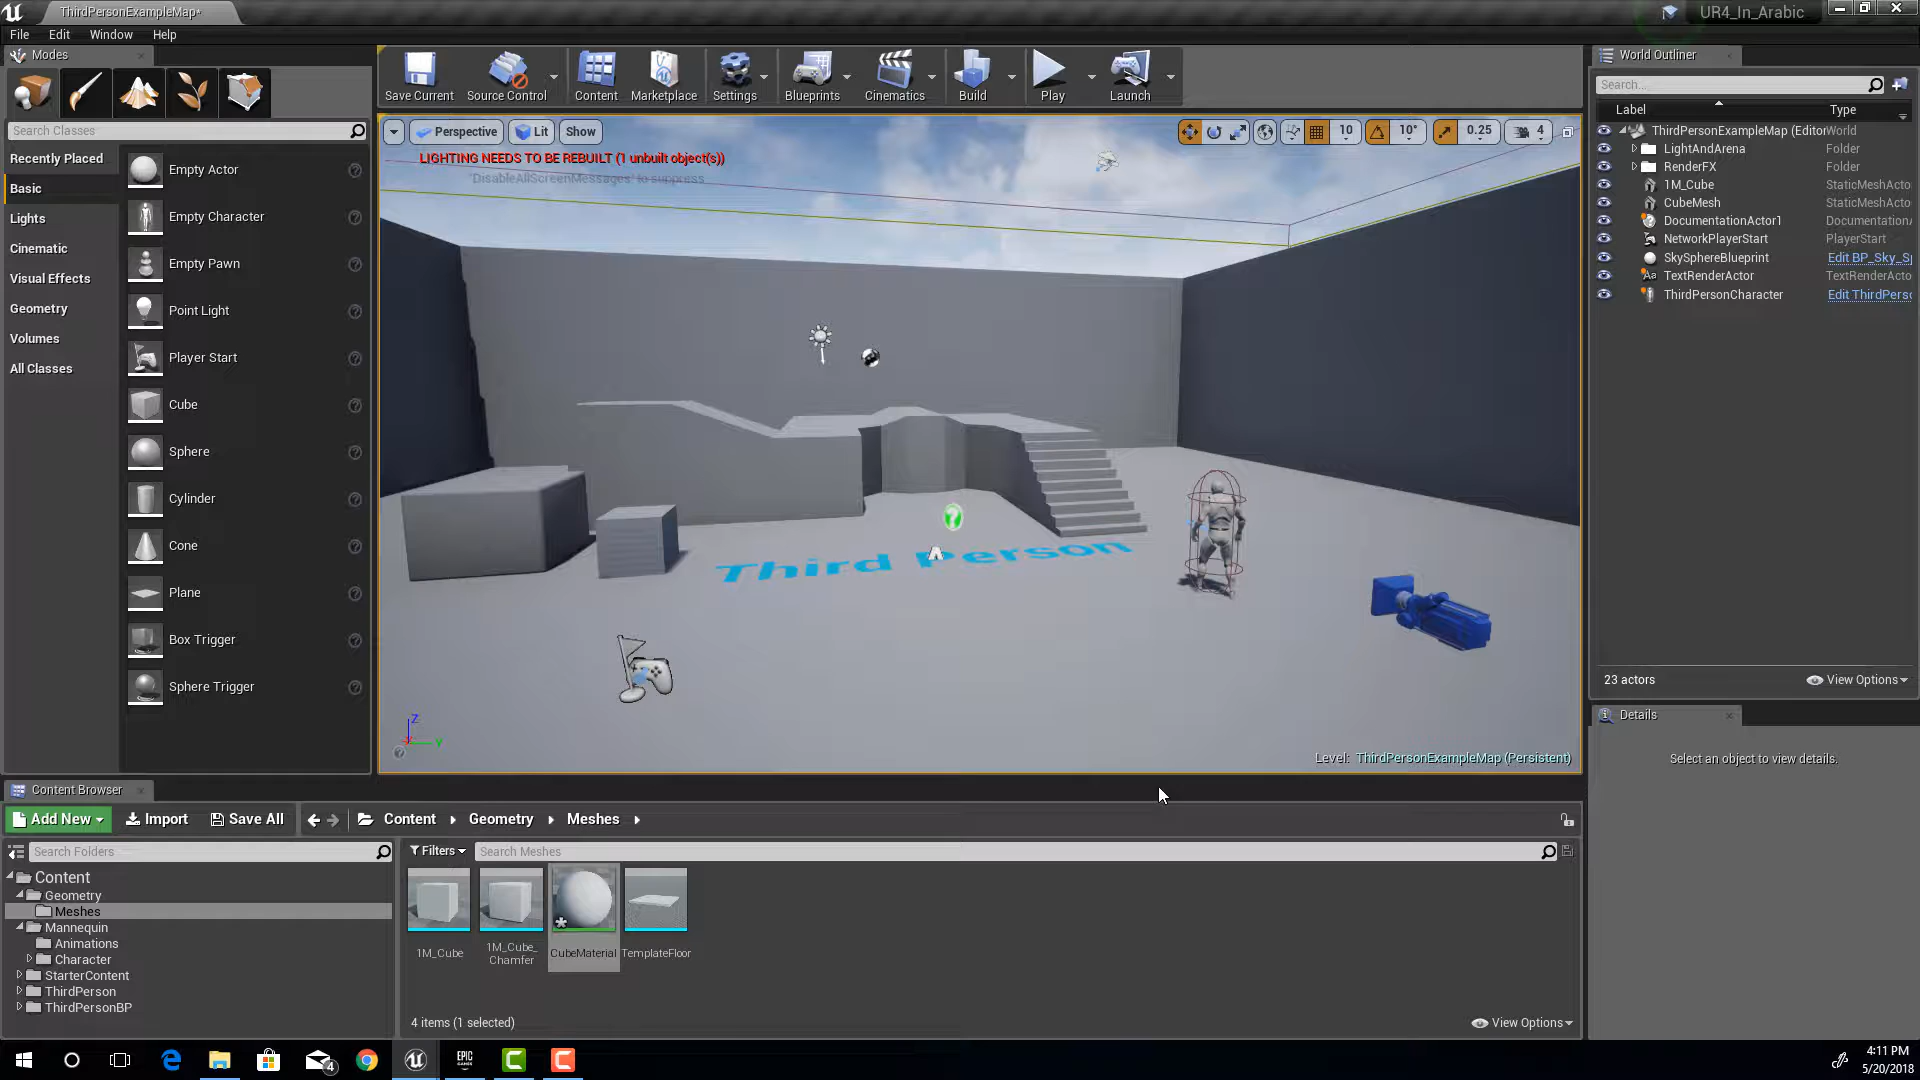 ThirdPersonExampleMap*
UR4_In_Arabic
File Edit Window Help
Modes
Search Classes
Recently Placed
Basic
Lights
Cinematic
Visual Effects
Geometry
Volumes
All Classes
Empty Actor
Empty Character
Empty Pawn
Point Light
Player Start
Cube
Sphere
Cylinder
Cone
Plane
Box Trigger
Sphere Trigger
Save Current Source Control Content Marketplace Settings Blueprints Cinematics Build Play Launch
Perspective Lit Show 10 10° 0.25 4
LIGHTING NEEDS TO BE REBUILT (1 unbuilt object(s))
'DisableAllScreenMessages' to suppress
Third Person
Z
Y
Level: ThirdPersonExampleMap (Persistent)
World Outliner
Search...
Label Type
ThirdPersonExampleMap (Editor World
LightAndArena Folder
RenderFX Folder
1M_Cube StaticMeshActo
CubeMesh StaticMeshActo
DocumentationActor1 DocumentationA
NetworkPlayerStart PlayerStart
SkySphereBlueprint Edit BP_Sky_Sp
TextRenderActor TextRenderActo
ThirdPersonCharacter Edit ThirdPerso
23 actors View Options
Details
Select an object to view details.
Content Browser
Add New Import Save All Content Geometry Meshes
Search Folders
Content
Geometry
Meshes
Mannequin
Animations
Character
StarterContent
ThirdPerson
ThirdPersonBP
Filters Search Meshes
1M_Cube
1M_Cube_
Chamfer
CubeMaterial
TemplateFloor
4 items (1 selected) View Options
4
EPIC
GAMES
4:11 PM
5/20/2018